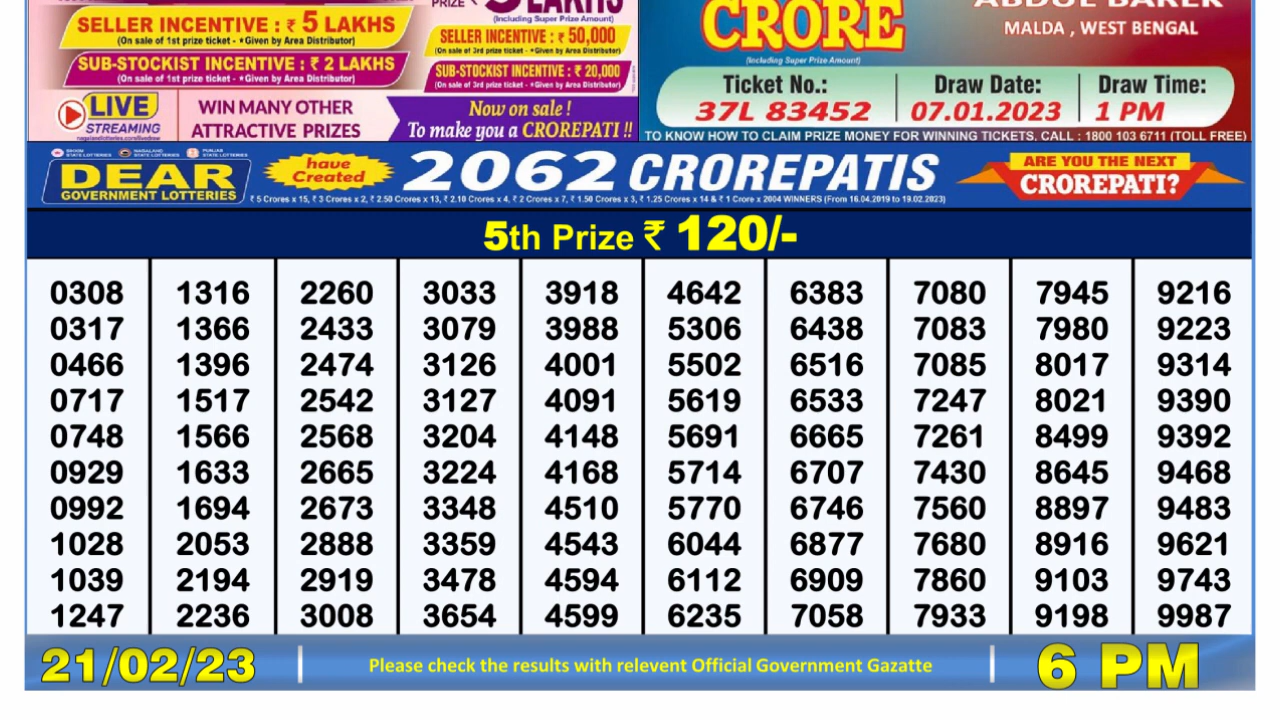 PRIZE ₹ 5 LAKHS
(Including Super Prize Amount)
SELLER INCENTIVE : ₹ 5 LAKHS
(On sale of 1st prize ticket - *Given by Area Distributor)
SUB-STOCKIST INCENTIVE : ₹ 2 LAKHS
(On sale of 1st prize ticket - *Given by Area Distributor)
SELLER INCENTIVE : ₹ 50,000
(On sale of 3rd prize ticket - *Given by Area Distributor)
SUB-STOCKIST INCENTIVE : ₹ 20,000
(On sale of 3rd prize ticket - *Given by Area Distributor)
LIVE
STREAMING
WIN MANY OTHER
ATTRACTIVE PRIZES
Now on sale !
To make you a CROREPATI !!
CRORE
(Including Super Prize Amount)
ABDUL BAKER
MALDA , WEST BENGAL
Ticket No.: Draw Date: Draw Time:
37L 83452 07.01.2023 1 PM
TO KNOW HOW TO CLAIM PRIZE MONEY FOR WINNING TICKETS. CALL : 1800 103 6711 (TOLL FREE)
SIKKIM STATE LOTTERIES NAGALAND STATE LOTTERIES PUNJAB STATE LOTTERIES
DEAR
GOVERNMENT LOTTERIES
have
Created
2062 CROREPATIS
₹ 5 Crores x 15, ₹ 3 Crores x 2, ₹ 2.50 Crores x 13, ₹ 2.10 Crores x 4, ₹ 2 Crores x 7, ₹ 1.50 Crores x 3, ₹ 1.25 Crores x 14 & ₹ 1 Crore x 2004 WINNERS (From 16.04.2019 to 19.02.2023)
ARE YOU THE NEXT
CROREPATI?
5th Prize ₹ 120/-
0308 1316 2260 3033 3918 4642 6383 7080 7945 9216
0317 1366 2433 3079 3988 5306 6438 7083 7980 9223
0466 1396 2474 3126 4001 5502 6516 7085 8017 9314
0717 1517 2542 3127 4091 5619 6533 7247 8021 9390
0748 1566 2568 3204 4148 5691 6665 7261 8499 9392
0929 1633 2665 3224 4168 5714 6707 7430 8645 9468
0992 1694 2673 3348 4510 5770 6746 7560 8897 9483
1028 2053 2888 3359 4543 6044 6877 7680 8916 9621
1039 2194 2919 3478 4594 6112 6909 7860 9103 9743
1247 2236 3008 3654 4599 6235 7058 7933 9198 9987
21/02/23 Please check the results with relevent Official Government Gazatte 6 PM